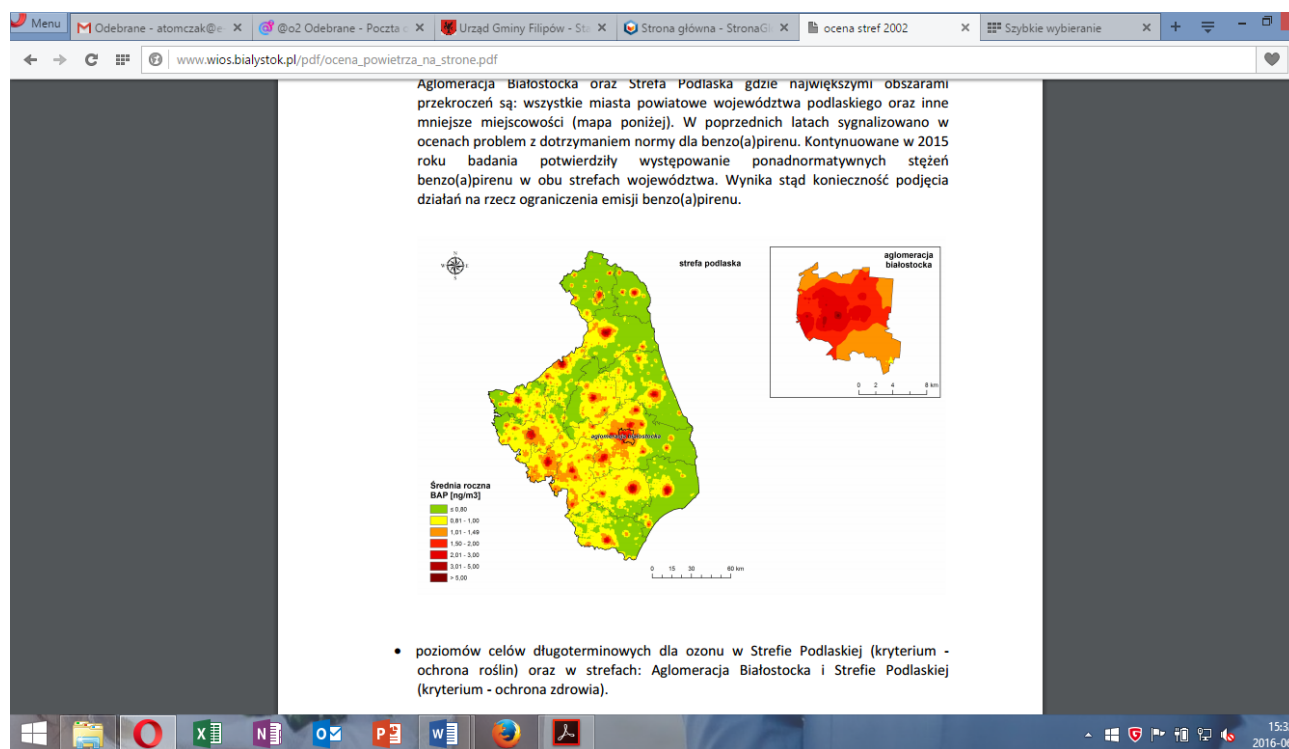 Menu
Odebrane - atomczak@e
@o2 Odebrane - Poczta o
Urząd Gminy Filipów - Sta
Strona główna - StronaGł
ocena stref 2002
Szybkie wybieranie
www.wios.bialystok.pl/pdf/ocena_powietrza_na_strone.pdf
Aglomeracja Białostocka oraz Strefa Podlaska gdzie największymi obszarami
przekroczeń są: wszystkie miasta powiatowe województwa podlaskiego oraz inne
mniejsze miejscowości (mapa poniżej). W poprzednich latach sygnalizowano w
ocenach problem z dotrzymaniem normy dla benzo(a)pirenu. Kontynuowane w 2015
roku badania potwierdziły występowanie ponadnormatywnych stężeń
benzo(a)pirenu w obu strefach województwa. Wynika stąd konieczność podjęcia
działań na rzecz ograniczenia emisji benzo(a)pirenu.
strefa podlaska
aglomeracja
białostocka
0 2 4 8 km
aglomeracja białostocka
Średnia roczna
BAP [ng/m3]
≤ 0,80
0,81 - 1,00
1,01 - 1,49
1,50 - 2,00
2,01 - 3,00
3,01 - 5,00
> 5,00
0 15 30 60 km
• poziomów celów długoterminowych dla ozonu w Strefie Podlaskiej (kryterium -
ochrona roślin) oraz w strefach: Aglomeracja Białostocka i Strefie Podlaskiej
(kryterium - ochrona zdrowia).
15:3
2016-06